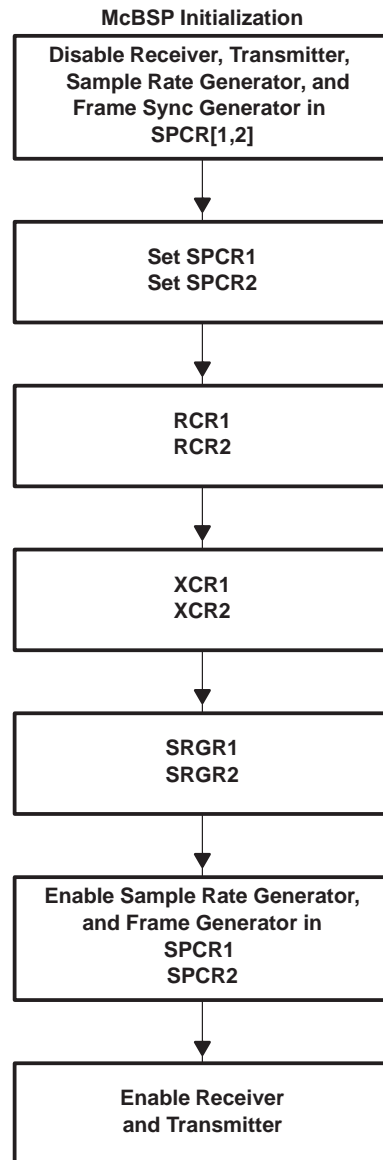 McBSP Initialization
Disable Receiver, Transmitter,
Sample Rate Generator, and
Frame Sync Generator in
SPCR[1,2]
Set SPCR1
Set SPCR2
RCR1
RCR2
XCR1
XCR2
SRGR1
SRGR2
Enable Sample Rate Generator,
and Frame Generator in
SPCR1
SPCR2
Enable Receiver
and Transmitter